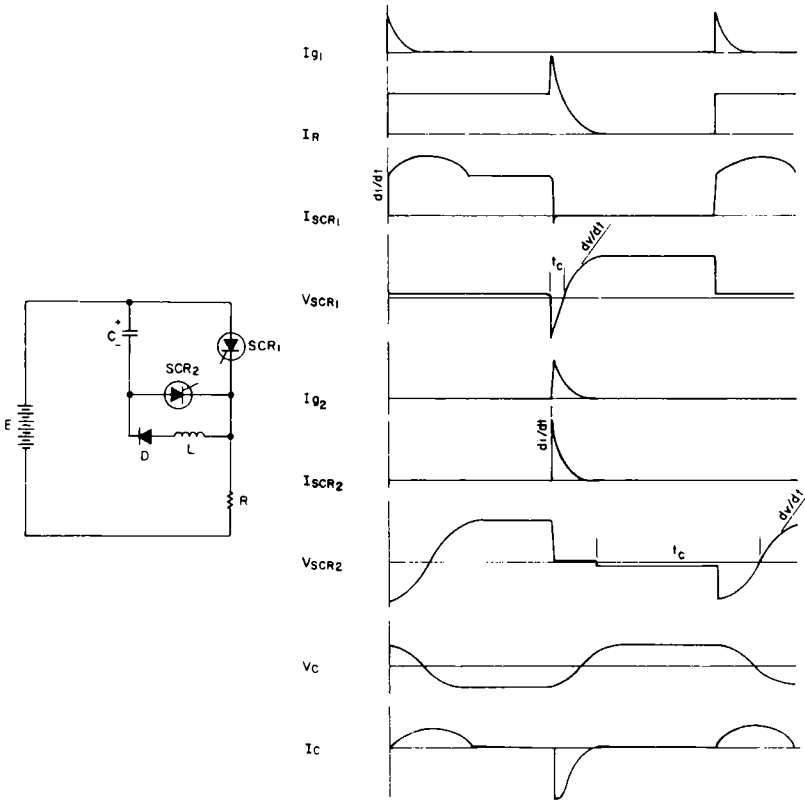 Ig1
IR
di/dt
ISCR1
tc
dv/dt
VSCR1
C
+
-
SCR1
SCR2
E
D
L
R
Ig2
di/dt
ISCR2
dv/dt
tc
VSCR2
VC
IC